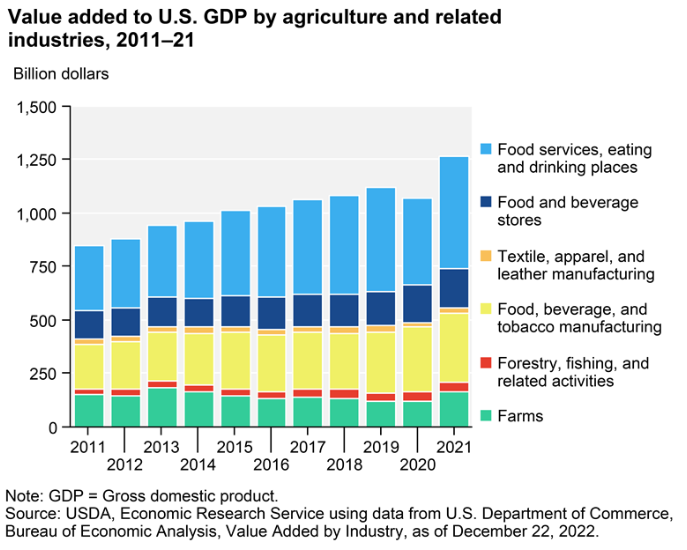 Value added to U.S. GDP by agriculture and related
industries, 2011–21
Billion dollars
1,500
1,250
1,000
750
500
250
0
2011
2012
2013
2014
2015
2016
2017
2018
2019
2020
2021
Food services, eating
and drinking places
Food and beverage
stores
Textile, apparel, and
leather manufacturing
Food, beverage, and
tobacco manufacturing
Forestry, fishing, and
related activities
Farms
Note: GDP = Gross domestic product.
Source: USDA, Economic Research Service using data from U.S. Department of Commerce,
Bureau of Economic Analysis, Value Added by Industry, as of December 22, 2022.